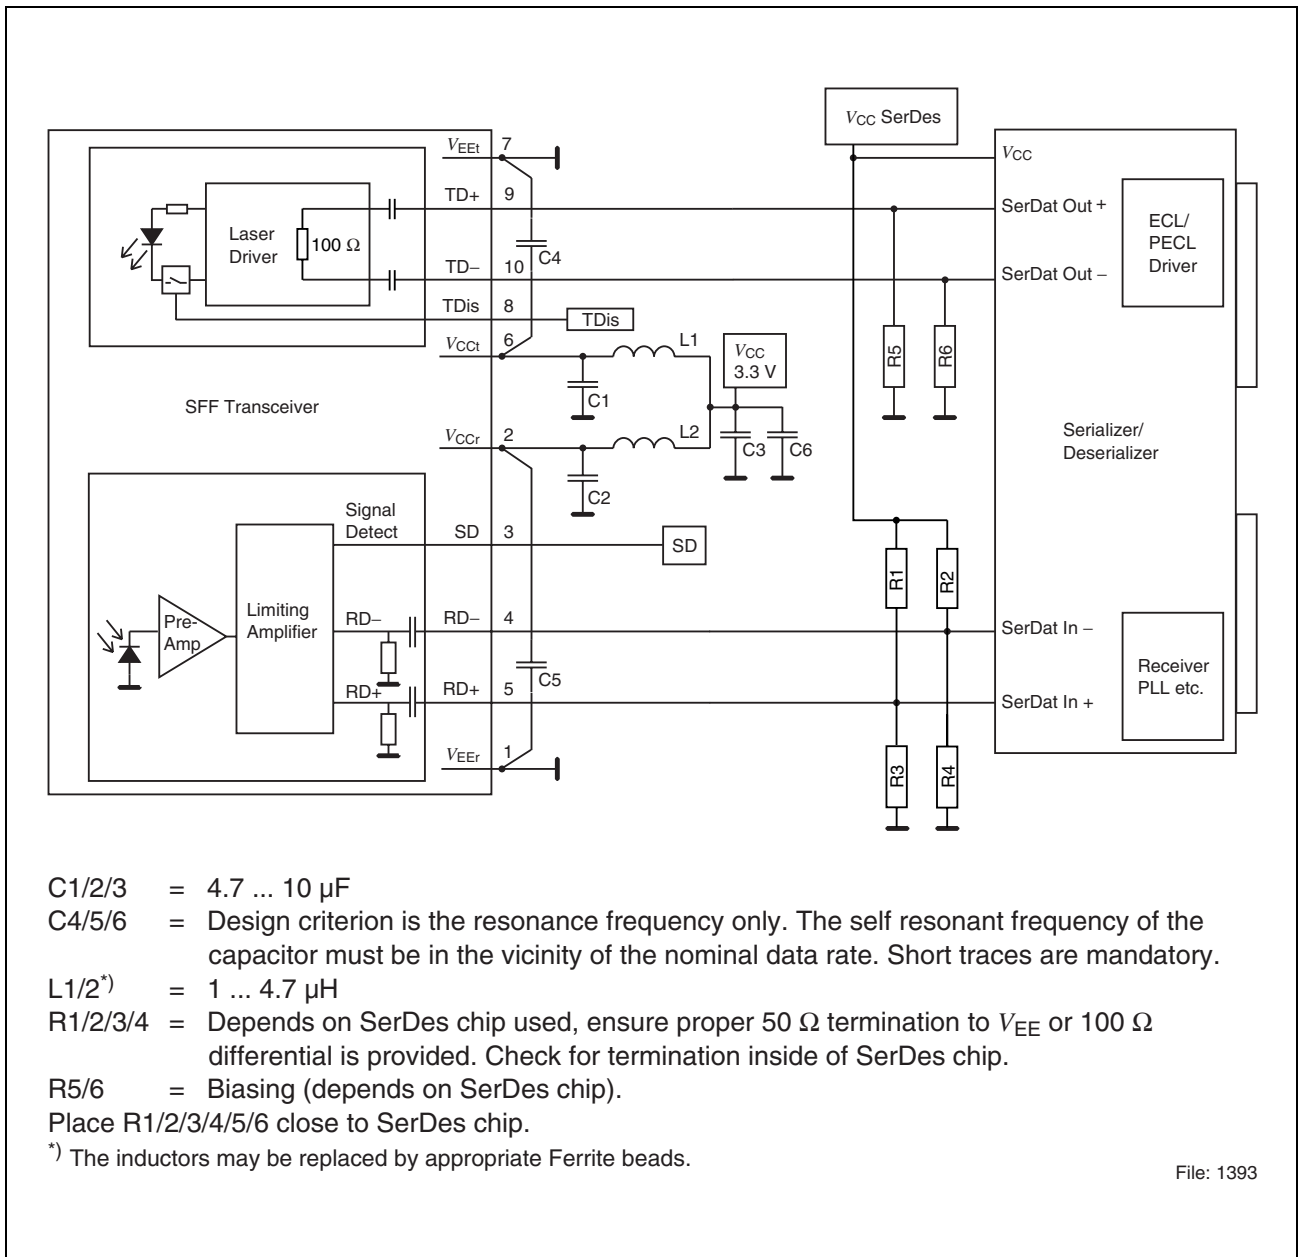 V_CC SerDes
V_EEt 7
V_CC
TD+ 9
SerDat Out +
ECL/
PECL
Driver
Laser
Driver
100 Ω
C4
TD− 10
SerDat Out −
TDis 8
TDis
V_CCt 6
L1
V_CC
3.3 V
R5
R6
C1
SFF Transceiver
V_CCr 2
L2
C3
C6
Serializer/
Deserializer
C2
Signal
Detect
SD 3
SD
R1
R2
Pre-
Amp
Limiting
Amplifier
RD−
RD− 4
SerDat In −
C5
Receiver
PLL etc.
RD+
RD+ 5
SerDat In +
V_EEr 1
R3
R4
C1/2/3 = 4.7 ... 10 μF
C4/5/6 = Design criterion is the resonance frequency only. The self resonant frequency of the
capacitor must be in the vicinity of the nominal data rate. Short traces are mandatory.
L1/2*) = 1 ... 4.7 μH
R1/2/3/4 = Depends on SerDes chip used, ensure proper 50 Ω termination to V_EE or 100 Ω
differential is provided. Check for termination inside of SerDes chip.
R5/6 = Biasing (depends on SerDes chip).
Place R1/2/3/4/5/6 close to SerDes chip.
*) The inductors may be replaced by appropriate Ferrite beads.
File: 1393